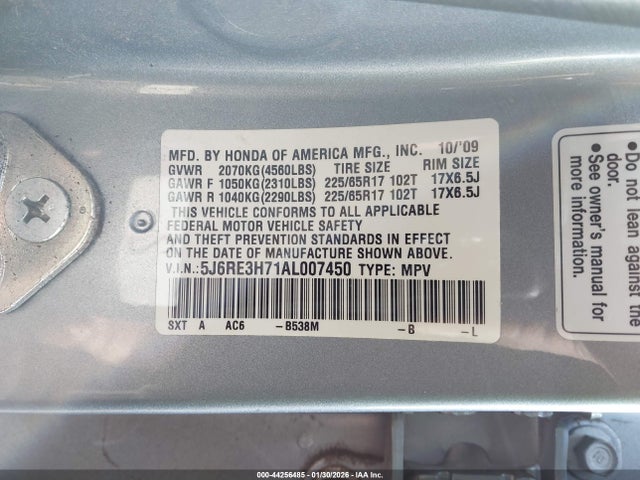 MFD. BY HONDA OF AMERICA MFG., INC. 10/'09
GVWR 2070KG(4560LBS) TIRE SIZE RIM SIZE
GAWR F 1050KG(2310LBS) 225/65R17 102T 17X6.5J
GAWR R 1040KG(2290LBS) 225/65R17 102T 17X6.5J
THIS VEHICLE CONFORMS TO ALL APPLICABLE
FEDERAL MOTOR VEHICLE SAFETY
AND THEFT PREVENTION STANDARDS IN EFFECT
ON THE DATE OF MANUFACTURE SHOWN ABOVE.
V.I.N.:5J6RE3H71AL007450 TYPE: MPV
SXT A AC6 -B538M -B -L
• Do not lean
against the
door.
• See owner's
manual for
more
information.
000-44256485 - 01/30/2026 - IAA Inc.